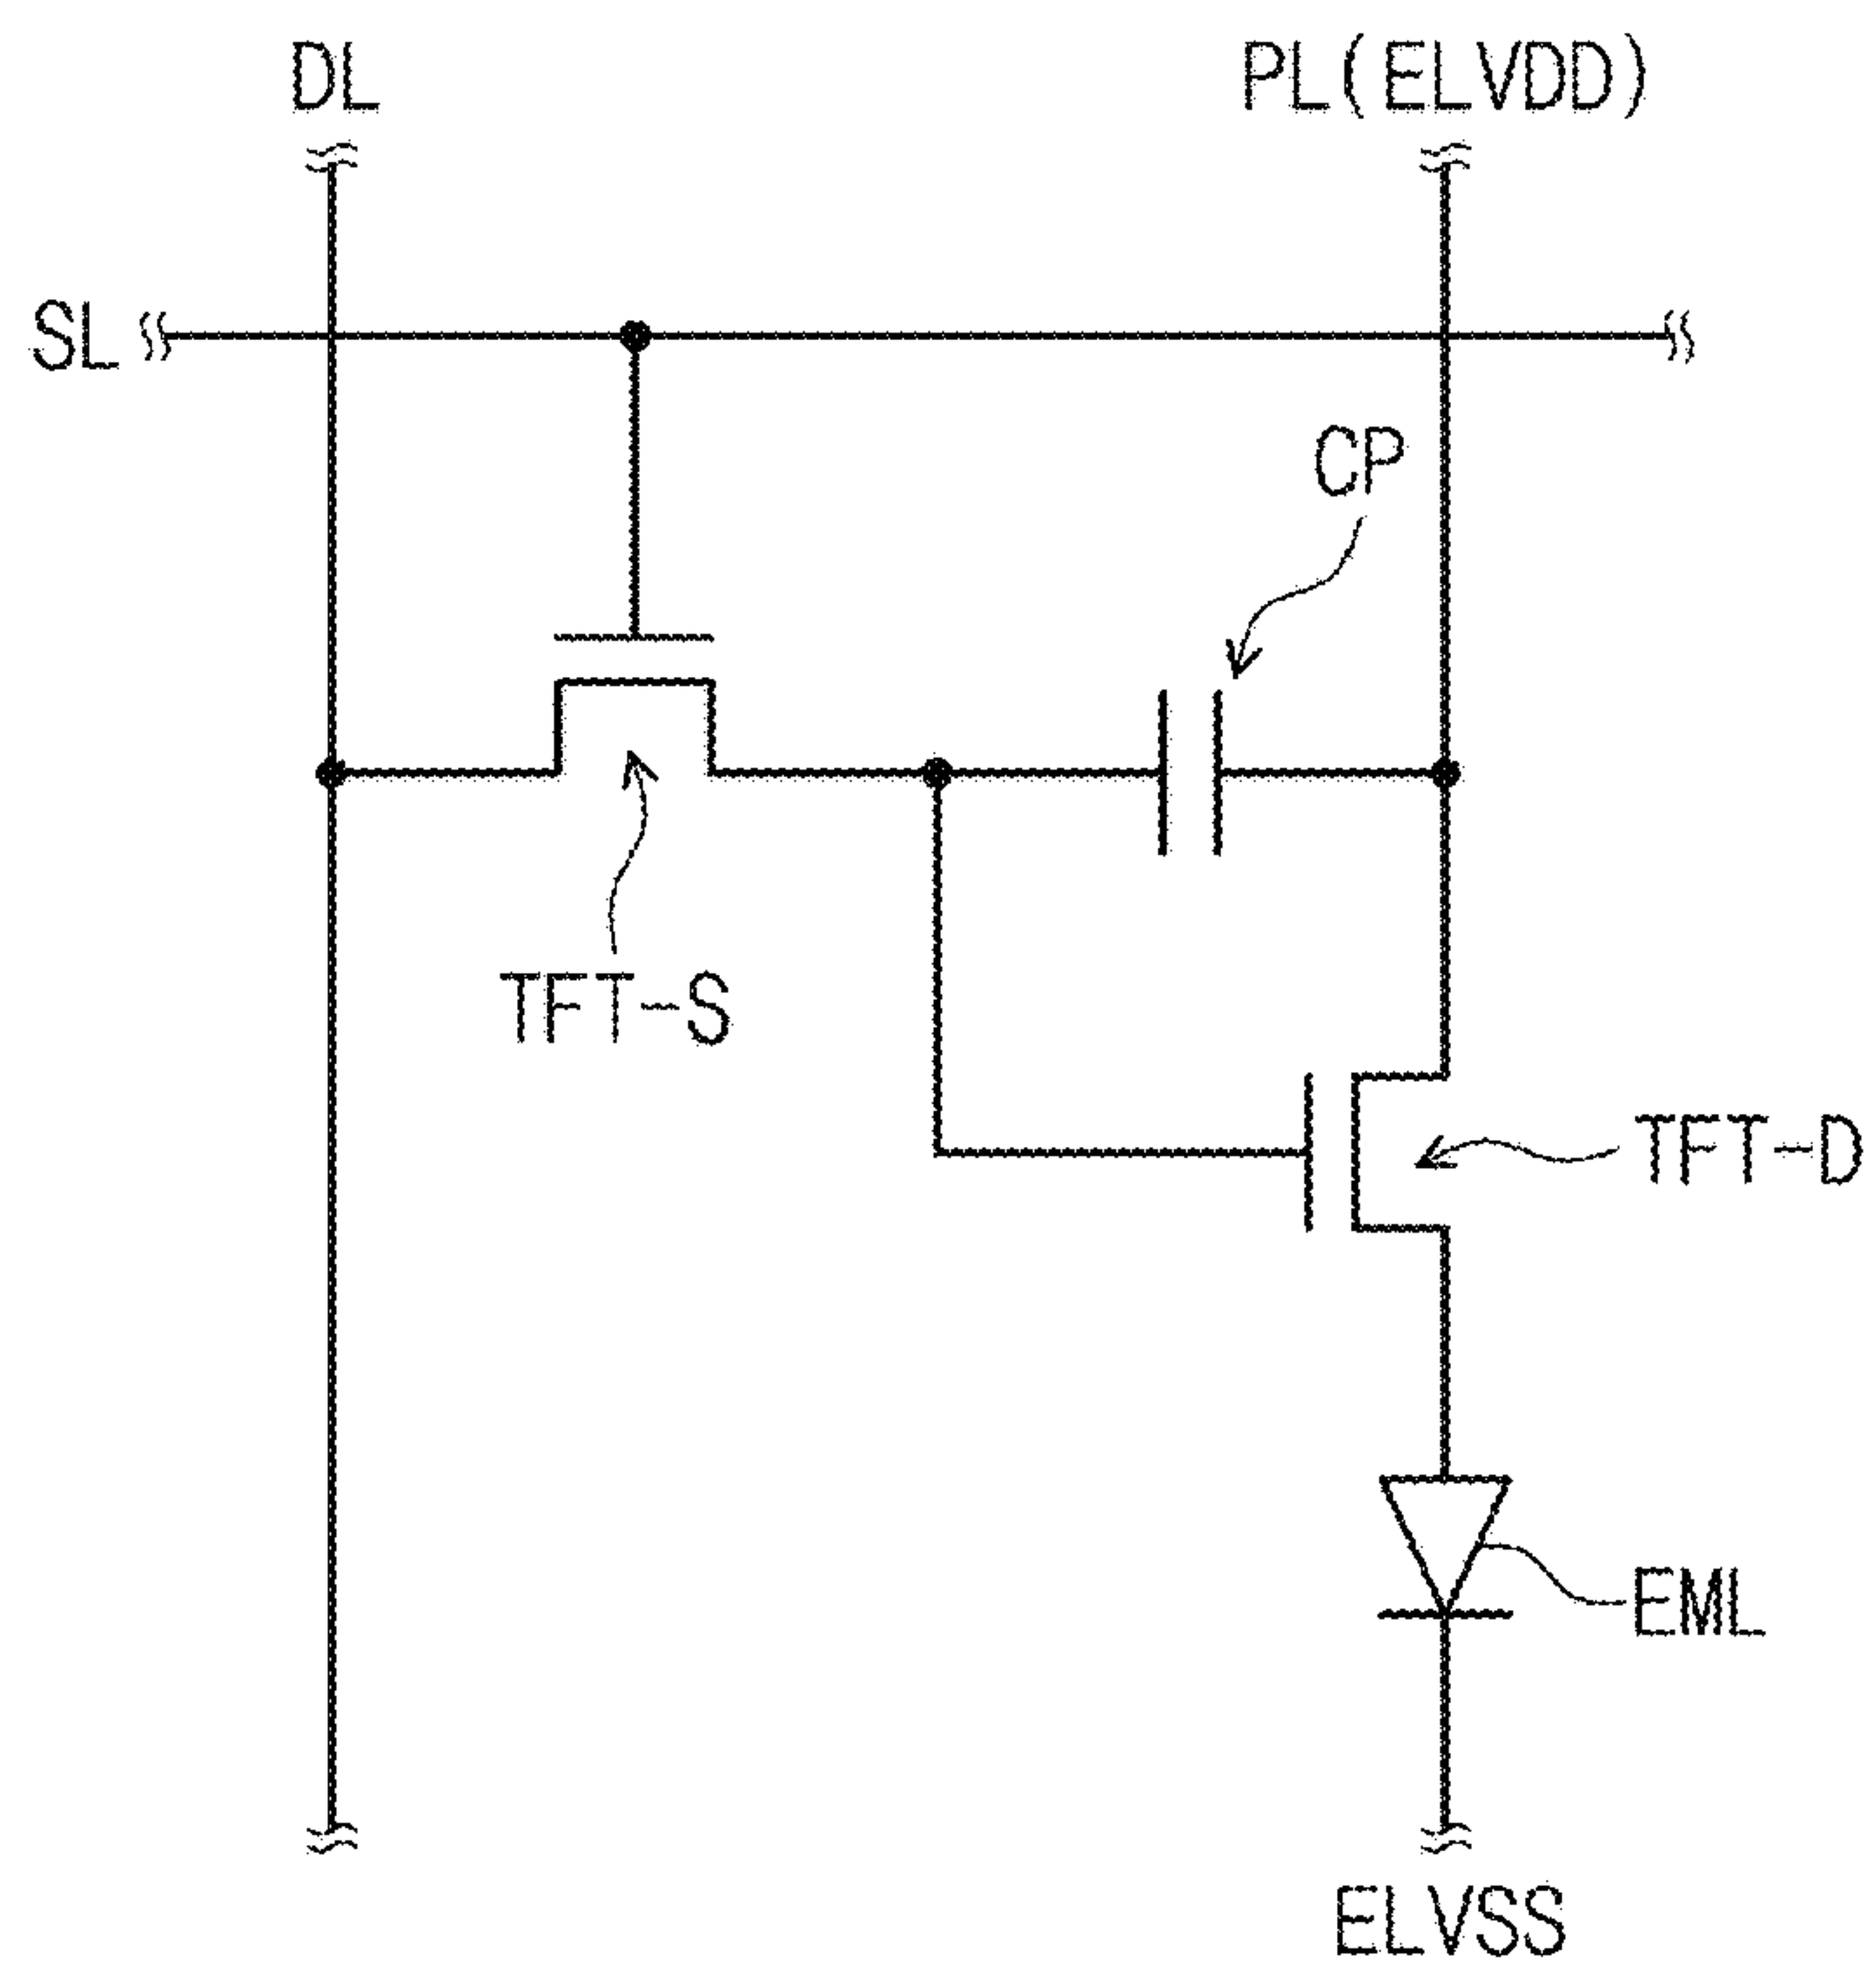 DL
PL(ELVDD)
SL
CP
TFT-S
TFT-D
EML
ELVSS